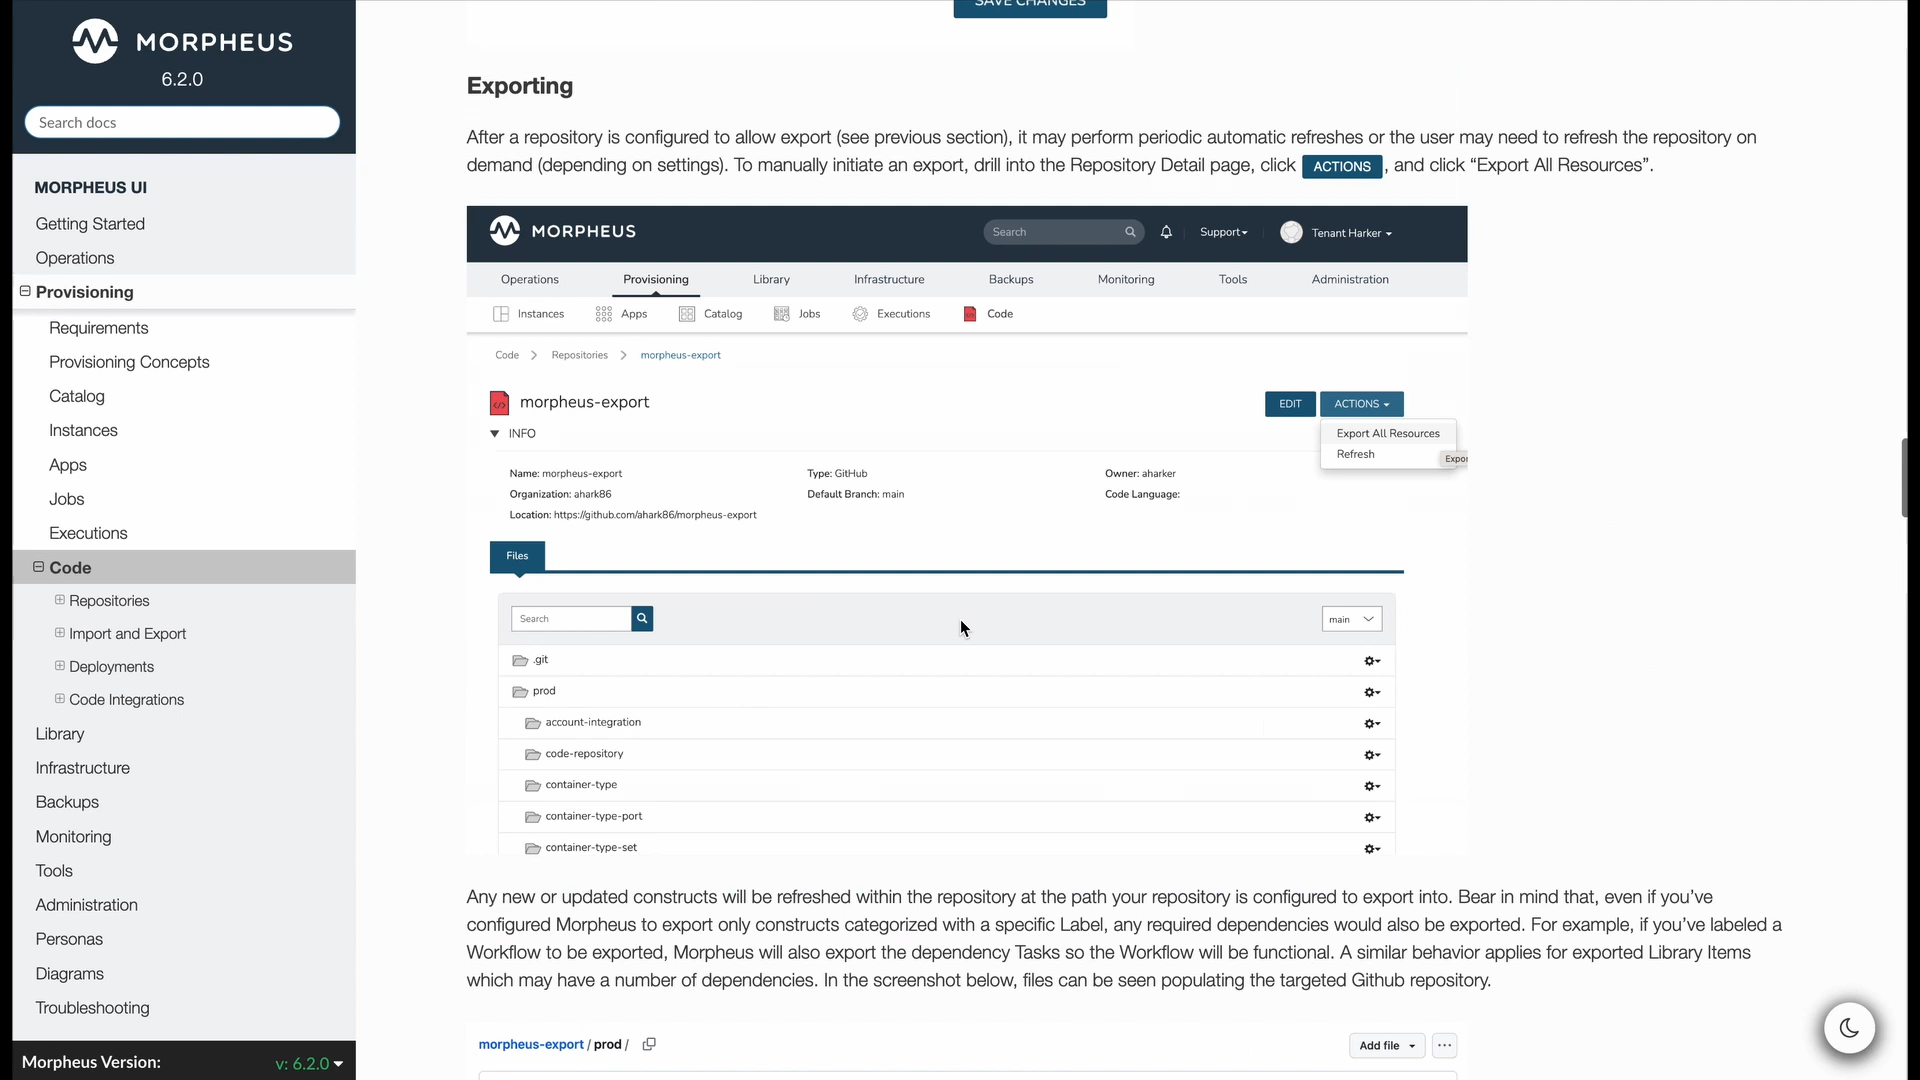 MORPHEUS
6.2.0
Search docs
MORPHEUS UI
Getting Started
Operations
Provisioning
Requirements
Provisioning Concepts
Catalog
Instances
Apps
Jobs
Executions
Code
Repositories
Import and Export
Deployments
Code Integrations
Library
Infrastructure
Backups
Monitoring
Tools
Administration
Personas
Diagrams
Troubleshooting
Morpheus Version: v: 6.2.0
SAVE CHANGES
Exporting
After a repository is configured to allow export (see previous section), it may perform periodic automatic refreshes or the user may need to refresh the repository on
demand (depending on settings). To manually initiate an export, drill into the Repository Detail page, click ACTIONS , and click “Export All Resources”.
MORPHEUS Search Support Tenant Harker
Operations Provisioning Library Infrastructure Backups Monitoring Tools Administration
Instances Apps Catalog Jobs Executions Code
Code Repositories morpheus-export
morpheus-export EDIT ACTIONS
INFO
Export All Resources
Refresh
Expor
Name: morpheus-export Type: GitHub Owner: aharker
Organization: ahark86 Default Branch: main Code Language:
Location: https://github.com/ahark86/morpheus-export
Files
Search main
.git
prod
account-integration
code-repository
container-type
container-type-port
container-type-set
Any new or updated constructs will be refreshed within the repository at the path your repository is configured to export into. Bear in mind that, even if you’ve
configured Morpheus to export only constructs categorized with a specific Label, any required dependencies would also be exported. For example, if you’ve labeled a
Workflow to be exported, Morpheus will also export the dependency Tasks so the Workflow will be functional. A similar behavior applies for exported Library Items
which may have a number of dependencies. In the screenshot below, files can be seen populating the targeted Github repository.
morpheus-export / prod / Add file ...